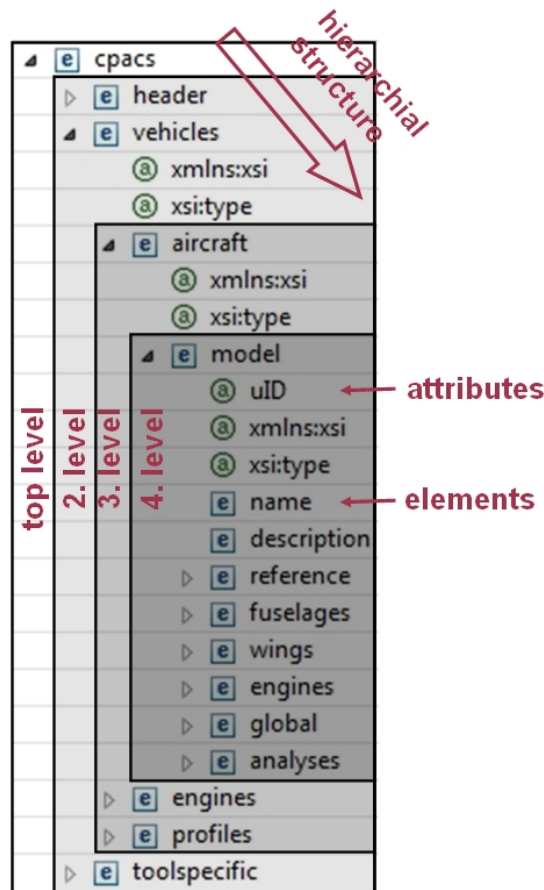 hierarchial
structure
e cpacs
e header
e vehicles
a xmlns:xsi
a xsi:type
e aircraft
a xmlns:xsi
a xsi:type
e model
a uID
attributes
a xmlns:xsi
a xsi:type
e name
elements
e description
e reference
e fuselages
e wings
e engines
e global
e analyses
e engines
e profiles
e toolspecific
top level
2. level
3. level
4. level